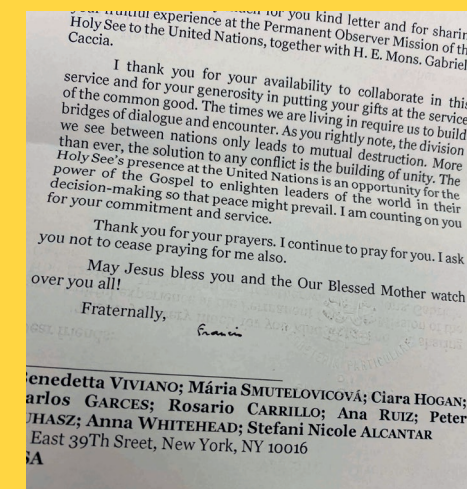 experience at the Permanent Observer Mission of th
Holy See to the United Nations, together with H. E. Mons. Gabriel
Caccia.
I thank you for your availability to collaborate in this
service and for your generosity in putting your gifts at the service
of the common good. The times we are living in require us to build
bridges of dialogue and encounter. As you rightly note, the division
we see between nations only leads to mutual destruction. More
than ever, the solution to any conflict is the building of unity. The
Holy See's presence at the United Nations is an opportunity for the
power of the Gospel to enlighten leaders of the world in their
decision-making so that peace might prevail. I am counting on you
for your commitment and service.
Thank you for your prayers. I continue to pray for you. I ask
you not to cease praying for me also.
May Jesus bless you and the Our Blessed Mother watch
over you all!
Fraternally,
Francis
enedetta VIVIANO; Mária SMUTELOVICOVÁ; Ciara HOGAN;
arlos GARCES; Rosario CARRILLO; Ana RUIZ; Peter
UHASZ; Anna WHITEHEAD; Stefani Nicole ALCANTAR
East 39Th Sreet, New York, NY 10016
SA